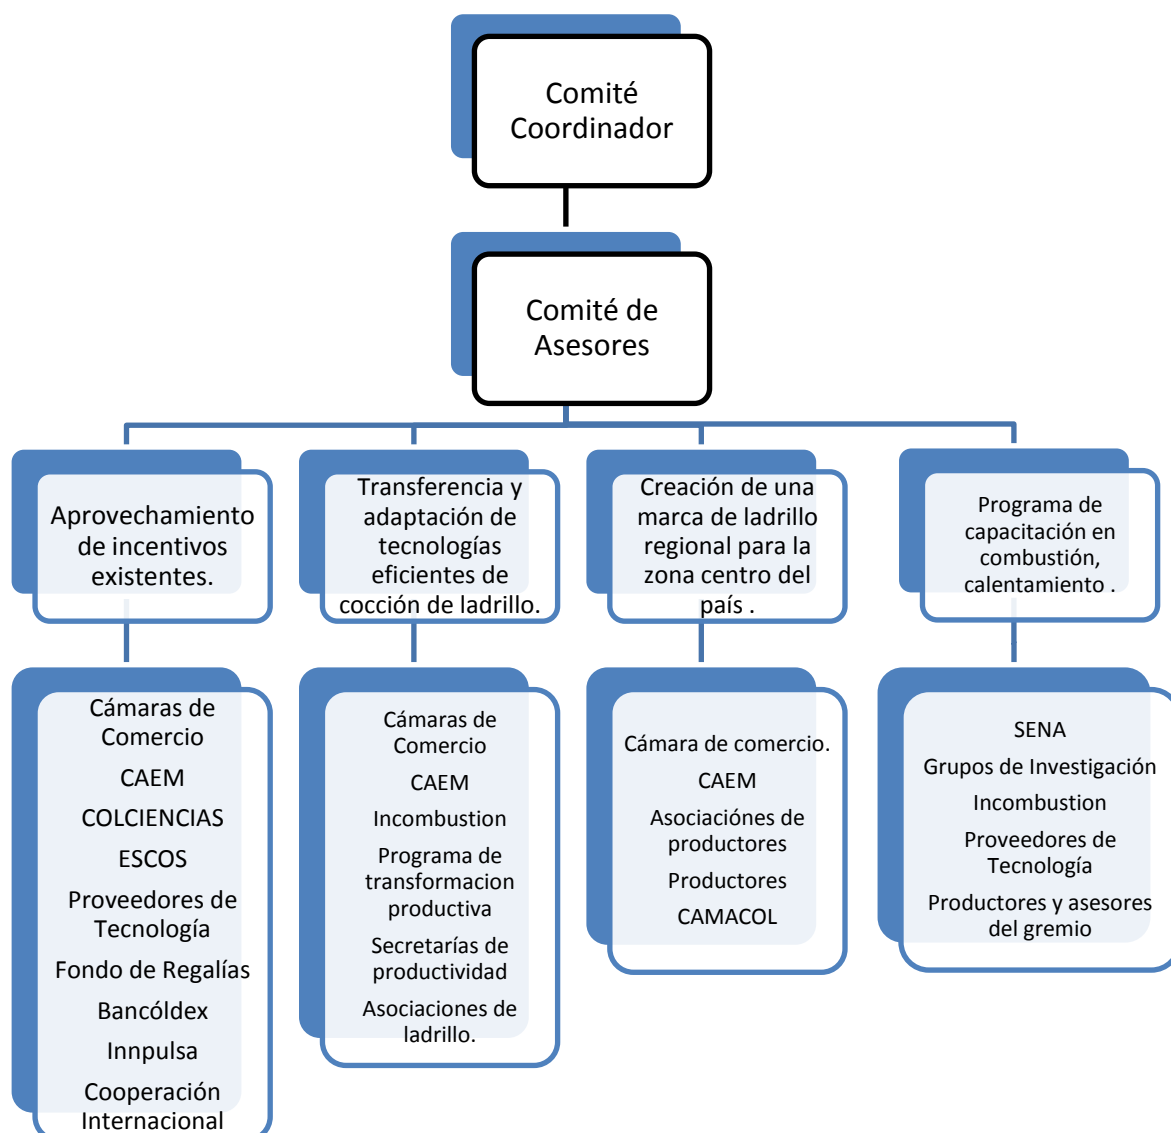 Comité
Coordinador
Comité de
Asesores
Aprovechamiento
de incentivos
existentes.
Transferencia y
adaptación de
tecnologías
eficientes de
cocción de ladrillo.
Creación de una
marca de ladrillo
regional para la
zona centro del
país .
Programa de
capacitación en
combustión,
calentamiento .
Cámaras de
Comercio
CAEM
COLCIENCIAS
ESCOS
Proveedores de
Tecnología
Fondo de Regalías
Bancóldex
Innpulsa
Cooperación
Internacional
Cámaras de
Comercio
CAEM
Incombustion
Programa de
transformacion
productiva
Secretarías de
productividad
Asociaciones de
ladrillo.
Cámara de comercio.
CAEM
Asociaciónes de
productores
Productores
CAMACOL
SENA
Grupos de Investigación
Incombustion
Proveedores de
Tecnología
Productores y asesores
del gremio